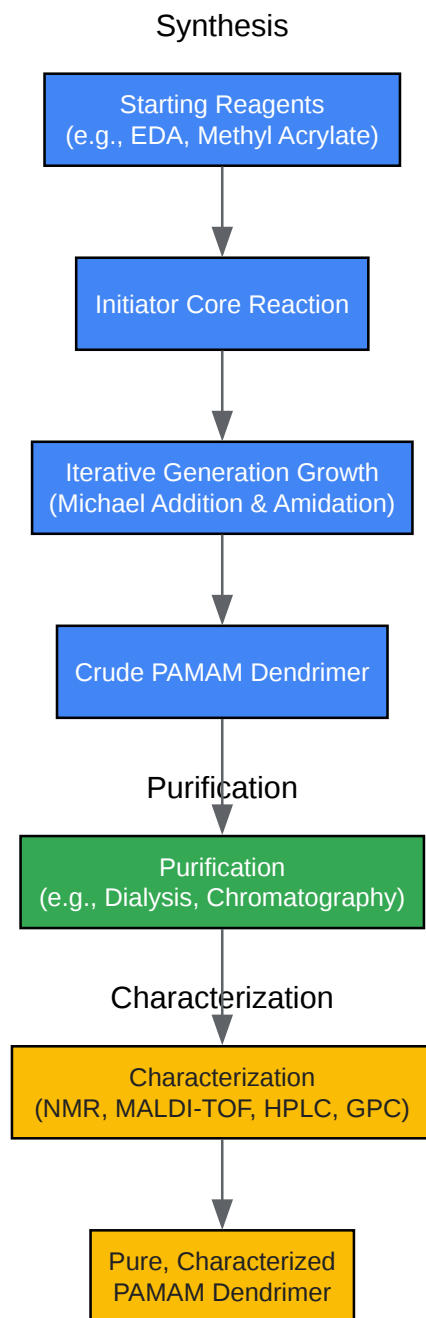 Synthesis
Starting Reagents
(e.g., EDA, Methyl Acrylate)
Initiator Core Reaction
Iterative Generation Growth
(Michael Addition & Amidation)
Crude PAMAM Dendrimer
Purification
Purification
(e.g., Dialysis, Chromatography)
Characterization
Characterization
(NMR, MALDI-TOF, HPLC, GPC)
Pure, Characterized
PAMAM Dendrimer